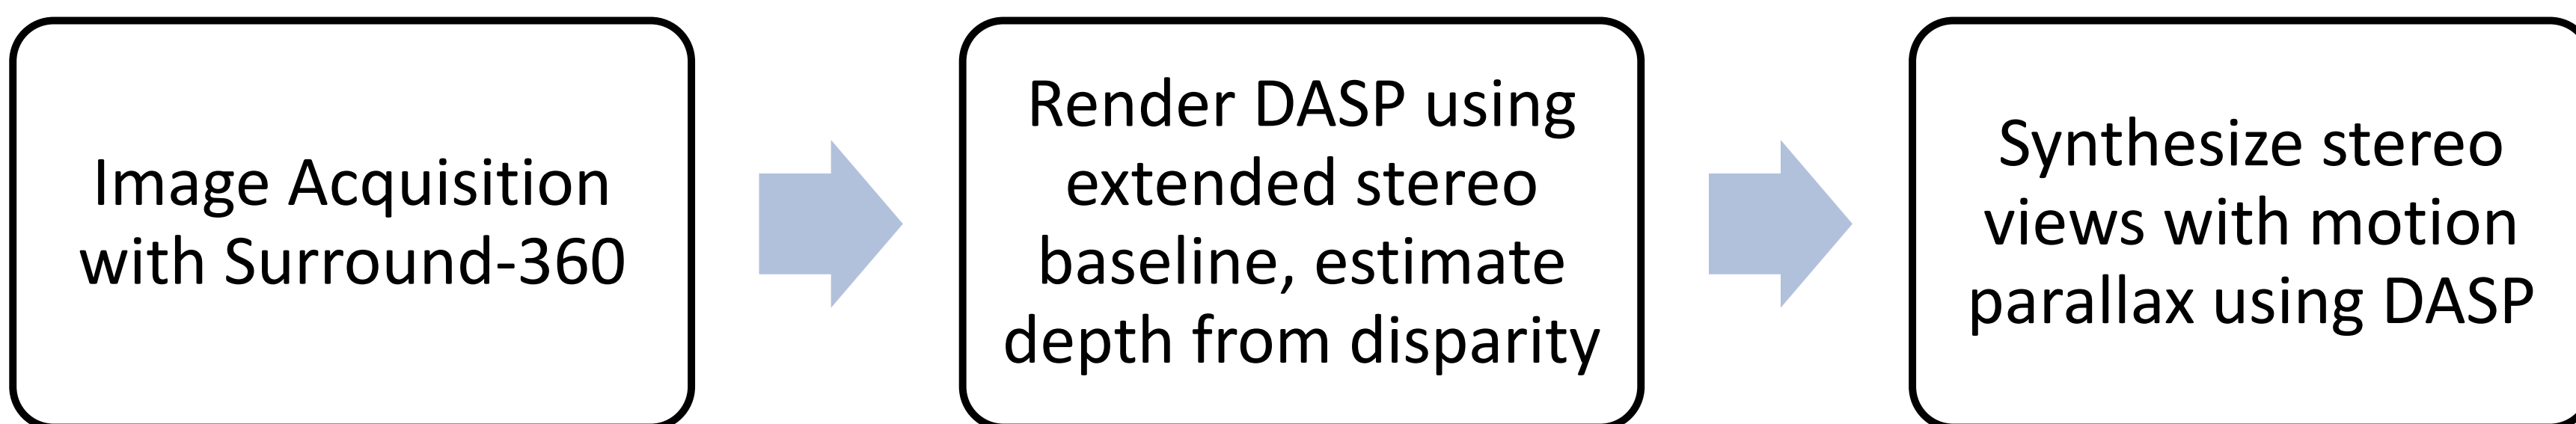 Image Acquisition
with Surround-360
Render DASP using
extended stereo
baseline, estimate
depth from disparity
Synthesize stereo
views with motion
parallax using DASP